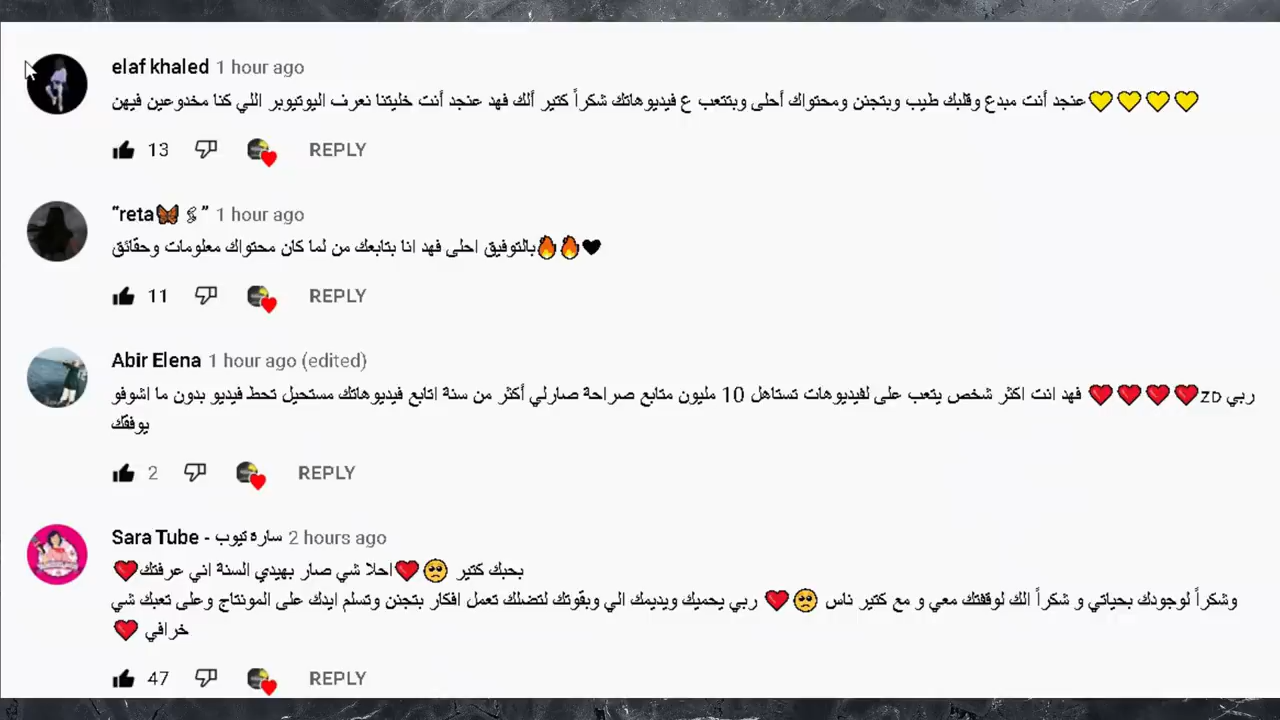 elaf khaled 1 hour ago
عنجد أنت مبدع وقلبك طيب وبتجنن ومحتواك أحلى وبتتعب ع فيديوهاتك شكراً كتير ألك فهد عنجد أنت خليتنا نعرف اليوتيوبر اللي كنا مخدوعين فيهن💛💛💛💛
13 REPLY
“reta🦋𓆘” 1 hour ago
بالتوفيق احلى فهد انا بتابعك من لما كان محتواك معلومات وحقائق🔥🔥🖤
11 REPLY
Abir Elena 1 hour ago (edited)
فهد انت اكثر شخص يتعب على لفيديوهات تستاهل 10 مليون متابع صراحة صارلي أكثر من سنة اتابع فيديوهاتك مستحيل تحط فيديو بدون ما اشوفو ❤❤❤❤ZD ربي
يوفقك
2 REPLY
Sara Tube - سارة تيوب 2 hours ago
بحبك كتير 🥺❤احلا شي صار بهيدي السنة اني عرفتك❤
وشكراً لوجودك بحياتي و شكراً الك لوقفتك معي و مع كتير ناس 🥺❤ ربي يحميك ويديمك الي وبقوتك لتضلك تعمل افكار بتجنن وتسلم ايدك على المونتاج وعلى تعبك شي
خرافي ❤
47 REPLY